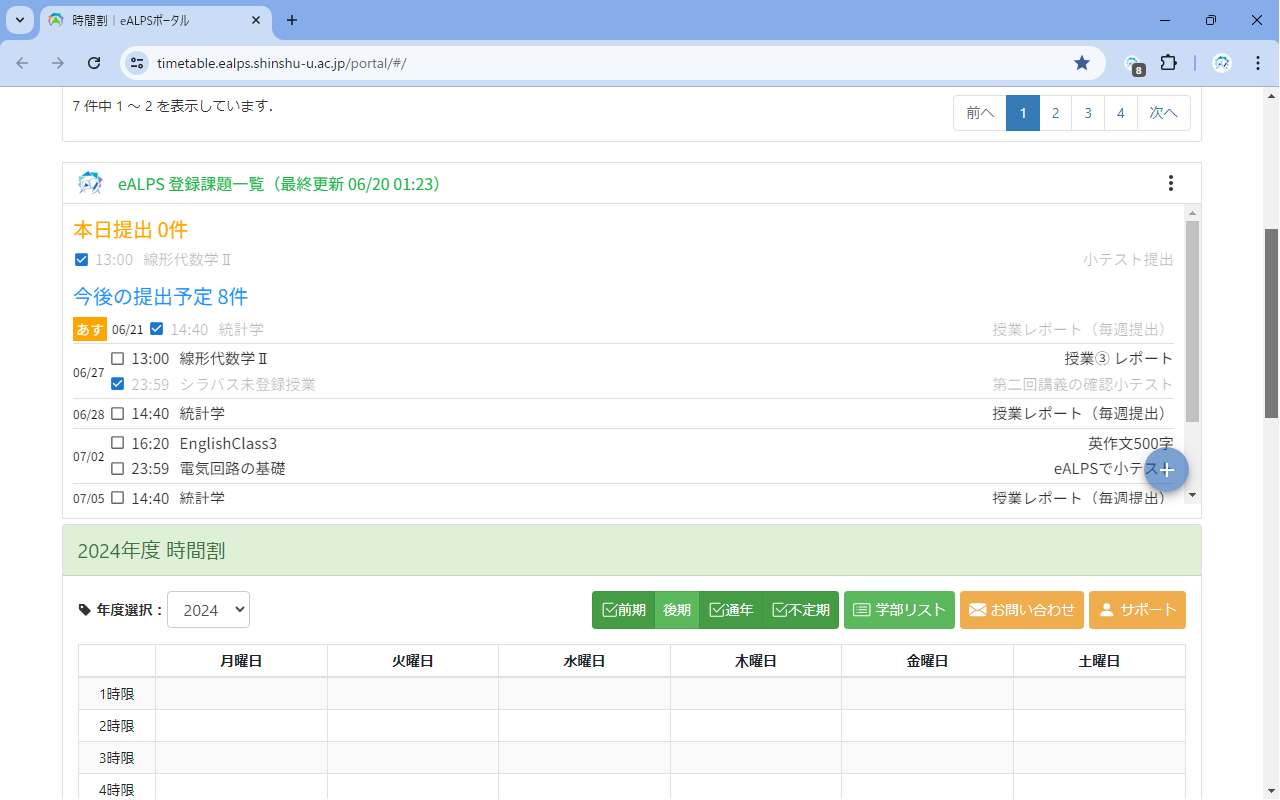 時間割 | eALPSポータル
timetable.ealps.shinshu-u.ac.jp/portal/#/
8
7 件中 1 ～ 2 を表示しています.
前へ 1 2 3 4 次へ
eALPS 登録課題一覧（最終更新 06/20 01:23）
本日提出 0件
13:00 線形代数学Ⅱ 小テスト提出
今後の提出予定 8件
あす 06/21 14:40 統計学 授業レポート（毎週提出）
06/27
13:00 線形代数学Ⅱ 授業③ レポート
23:59 シラバス未登録授業 第二回講義の確認小テスト
06/28 14:40 統計学 授業レポート（毎週提出）
07/02
16:20 EnglishClass3 英作文500字
23:59 電気回路の基礎 eALPSで小テスト
07/05 14:40 統計学 授業レポート（毎週提出）
2024年度 時間割
年度選択： 2024 前期 後期 通年 不定期 学部リスト お問い合わせ サポート
月曜日 火曜日 水曜日 木曜日 金曜日 土曜日
1時限
2時限
3時限
4時限